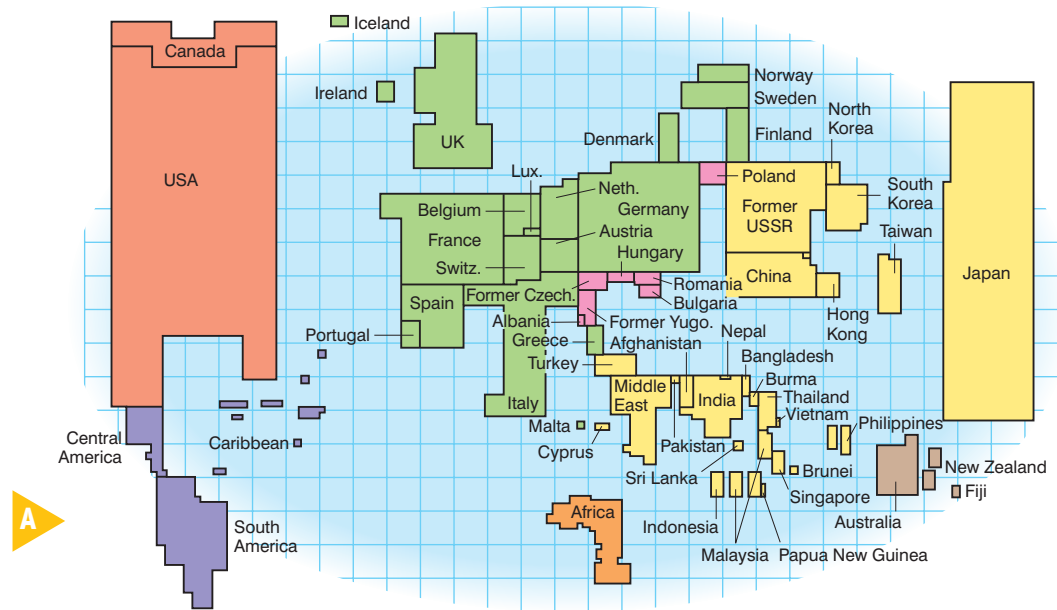 Iceland
Canada
Ireland
UK
USA
Norway
Sweden
North
Korea
Denmark
Finland
Lux.
Neth.
Poland
Belgium
Germany
Former
USSR
South
Korea
France
Austria
Taiwan
Switz.
Hungary
China
Japan
Romania
Former Czech.
Spain
Bulgaria
Albania
Former Yugo.
Nepal
Hong
Kong
Portugal
Greece
Afghanistan
Turkey
Bangladesh
Middle
East
India
Burma
Thailand
Italy
Vietnam
Central
America
Caribbean
Malta
Cyprus
Pakistan
Philippines
Sri Lanka
Brunei
New Zealand
Singapore
Fiji
A
South
America
Africa
Indonesia
Australia
Malaysia
Papua New Guinea